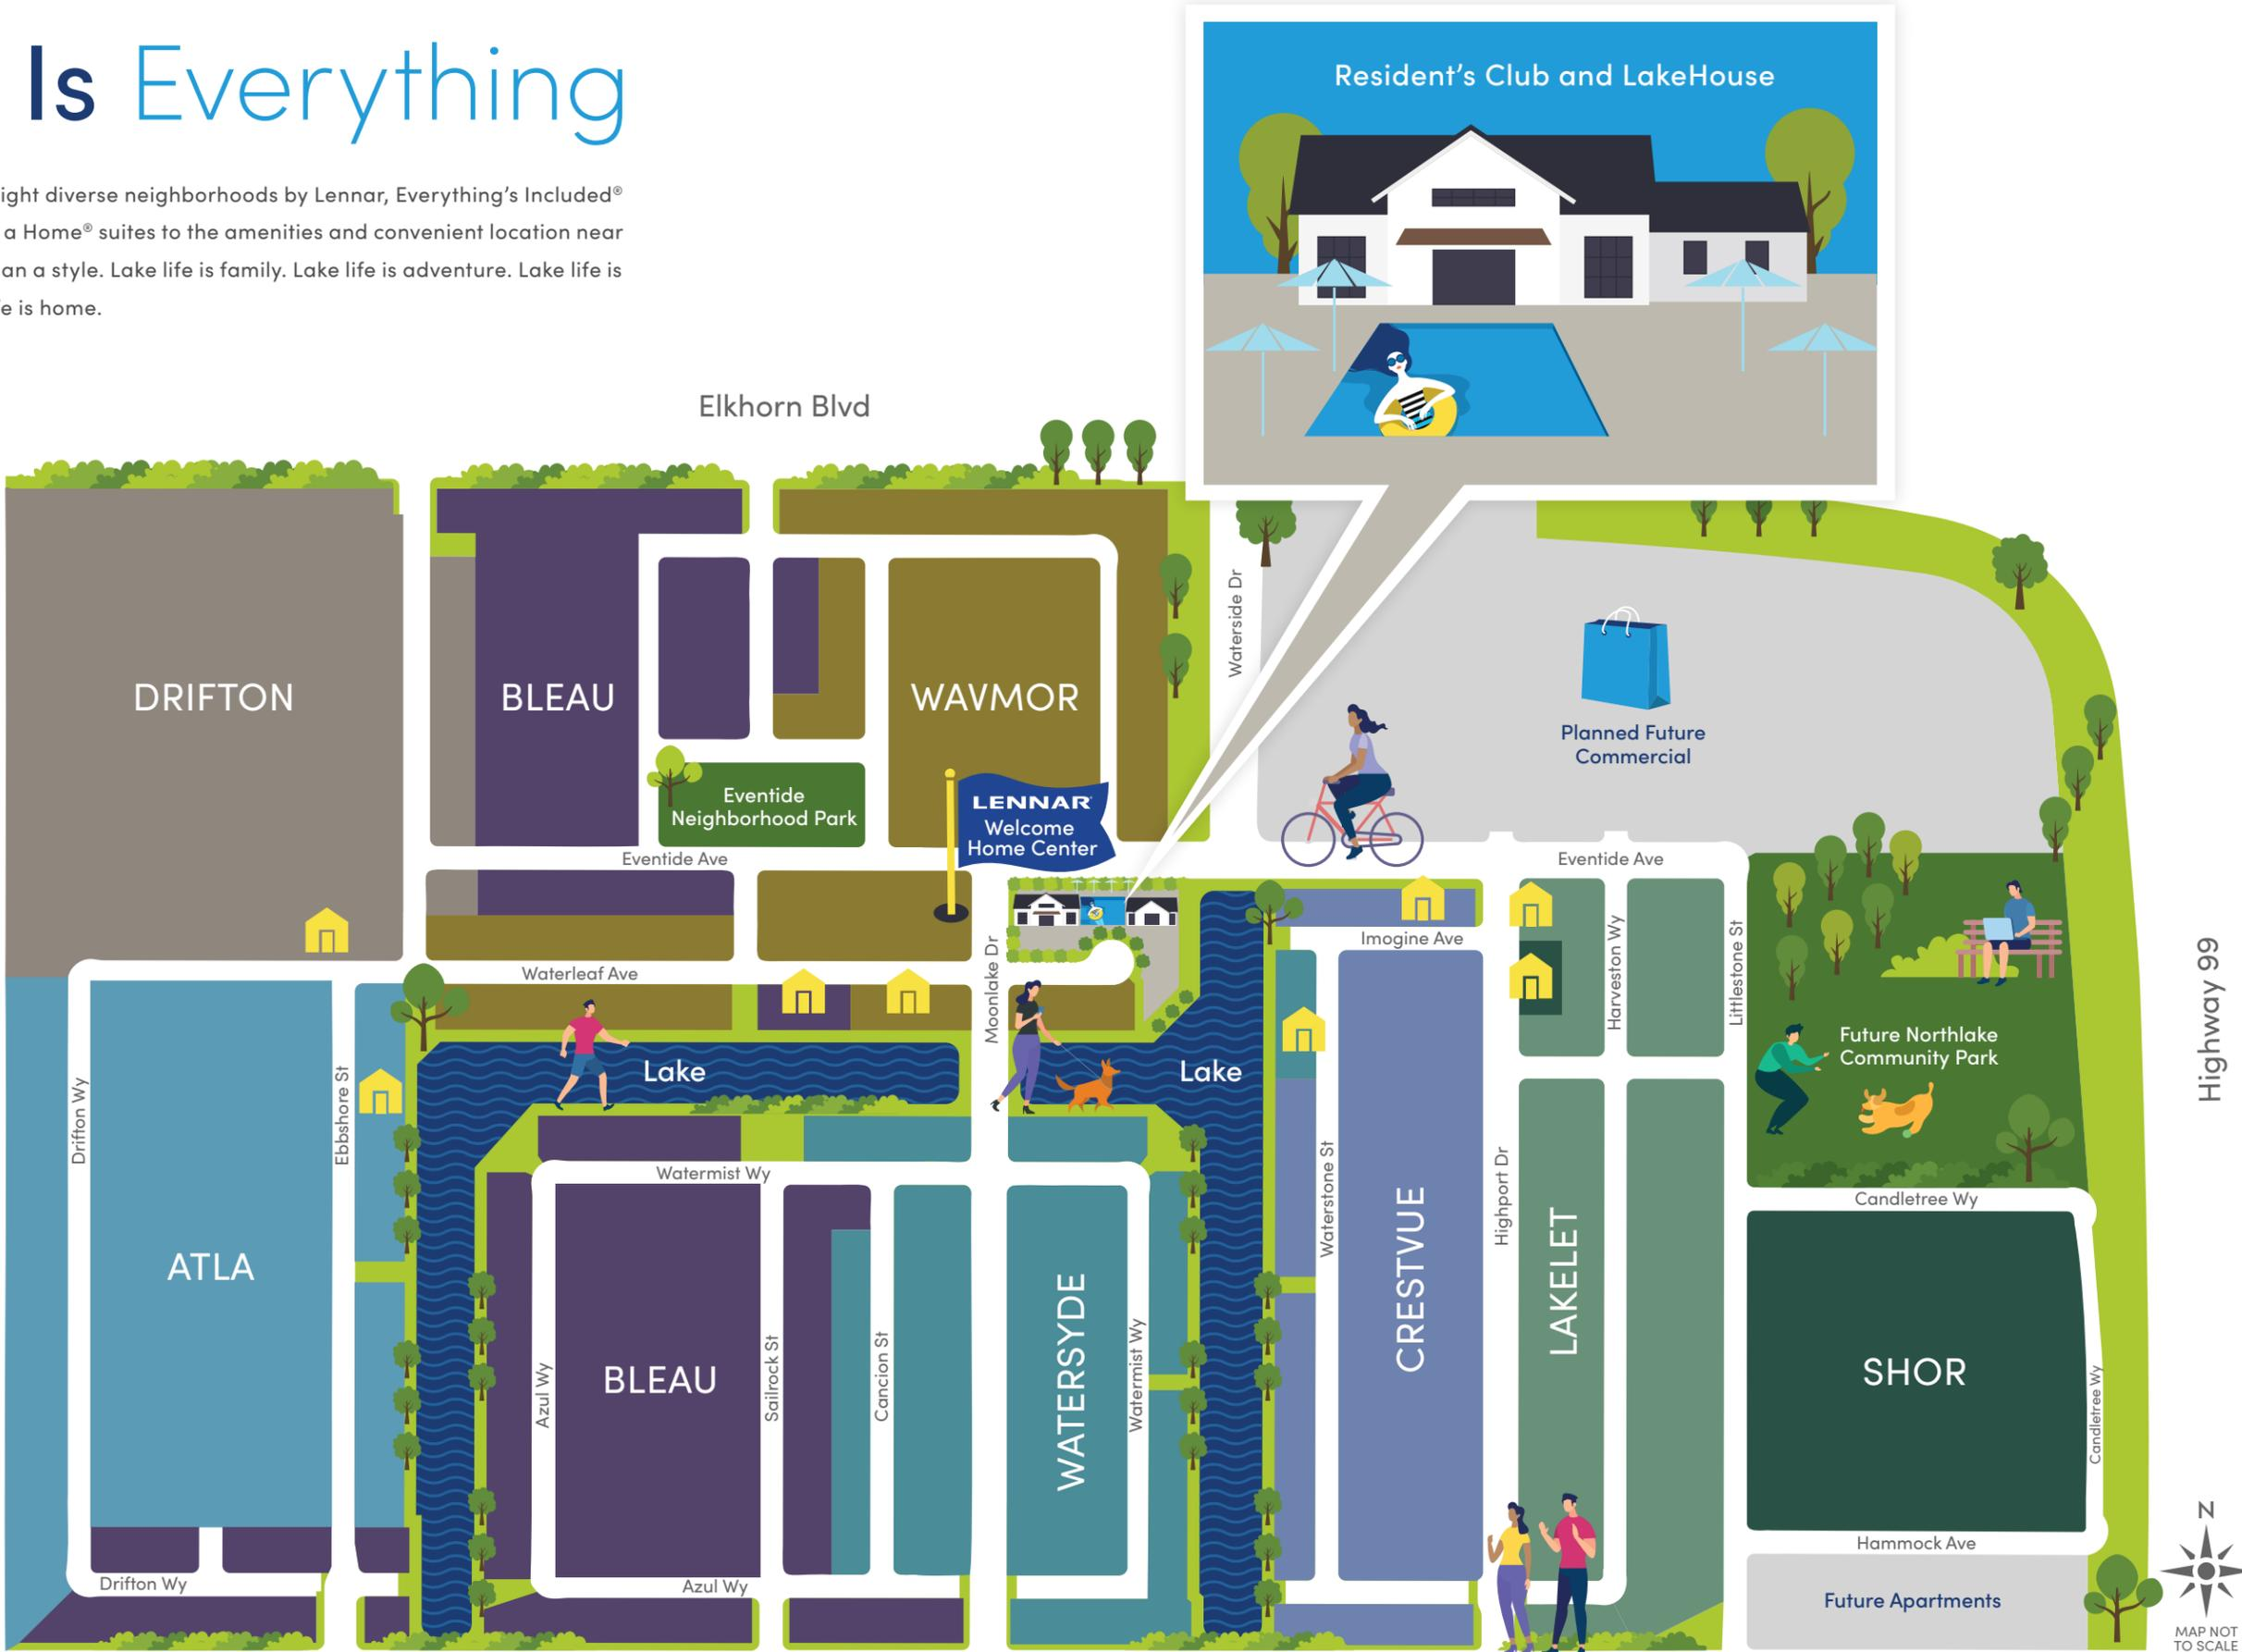 Is Everything
ight diverse neighborhoods by Lennar, Everything's Included®
a Home® suites to the amenities and convenient location near
an a style. Lake life is family. Lake life is adventure. Lake life is
e is home.
Resident's Club and LakeHouse
Elkhorn Blvd
DRIFTON
BLEAU
WAVMOR
Waterside Dr
Planned Future
Commercial
Eventide
Neighborhood Park
LENNAR
Welcome
Home Center
Eventide Ave
Eventide Ave
Imogine Ave
Waterleaf Ave
Moonlake Dr
Harveston Wy
Littlestone St
Highway 99
Future Northlake
Community Park
Lake
Lake
Drifton Wy
Ebbshore St
Watermist Wy
Waterstone St
Highport Dr
Candletree Wy
ATLA
BLEAU
WATERSYDE
CRESTVUE
LAKELET
SHOR
Azul Wy
Sailrock St
Cancion St
Watermist Wy
Candletree Wy
Hammock Ave
Drifton Wy
Azul Wy
Future Apartments
N
MAP NOT
TO SCALE